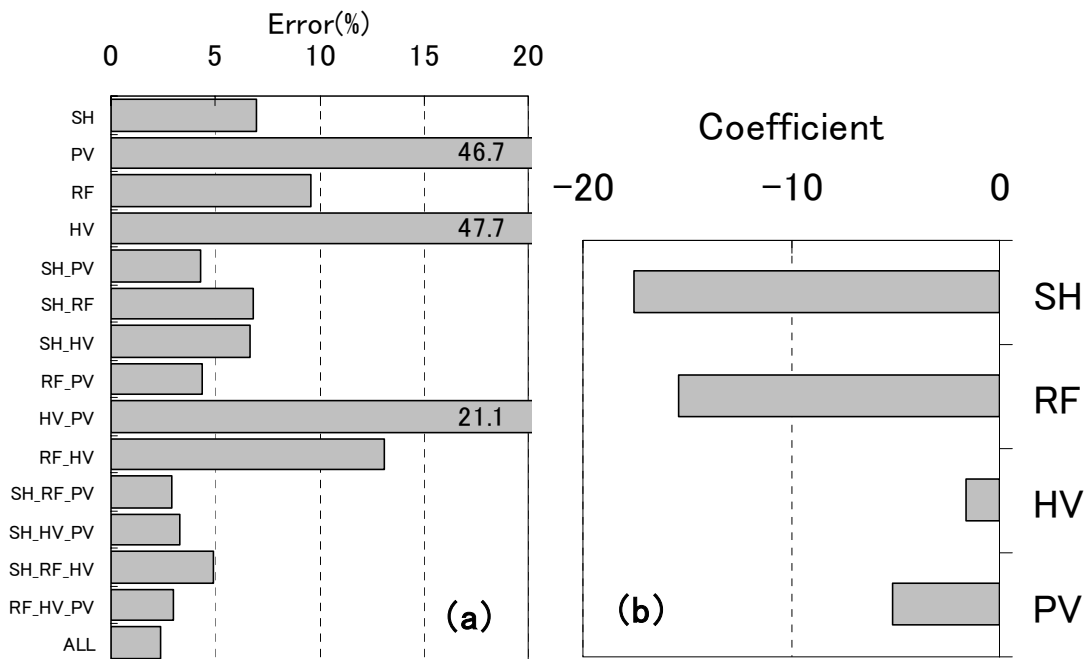 Error(%)
0 5 10 15 20
SH
PV 46.7
RF
HV 47.7
SH_PV
SH_RF
SH_HV
RF_PV
HV_PV 21.1
RF_HV
SH_RF_PV
SH_HV_PV
SH_RF_HV
RF_HV_PV
ALL
(a)
Coefficient
-20 -10 0
SH
RF
HV
PV
(b)